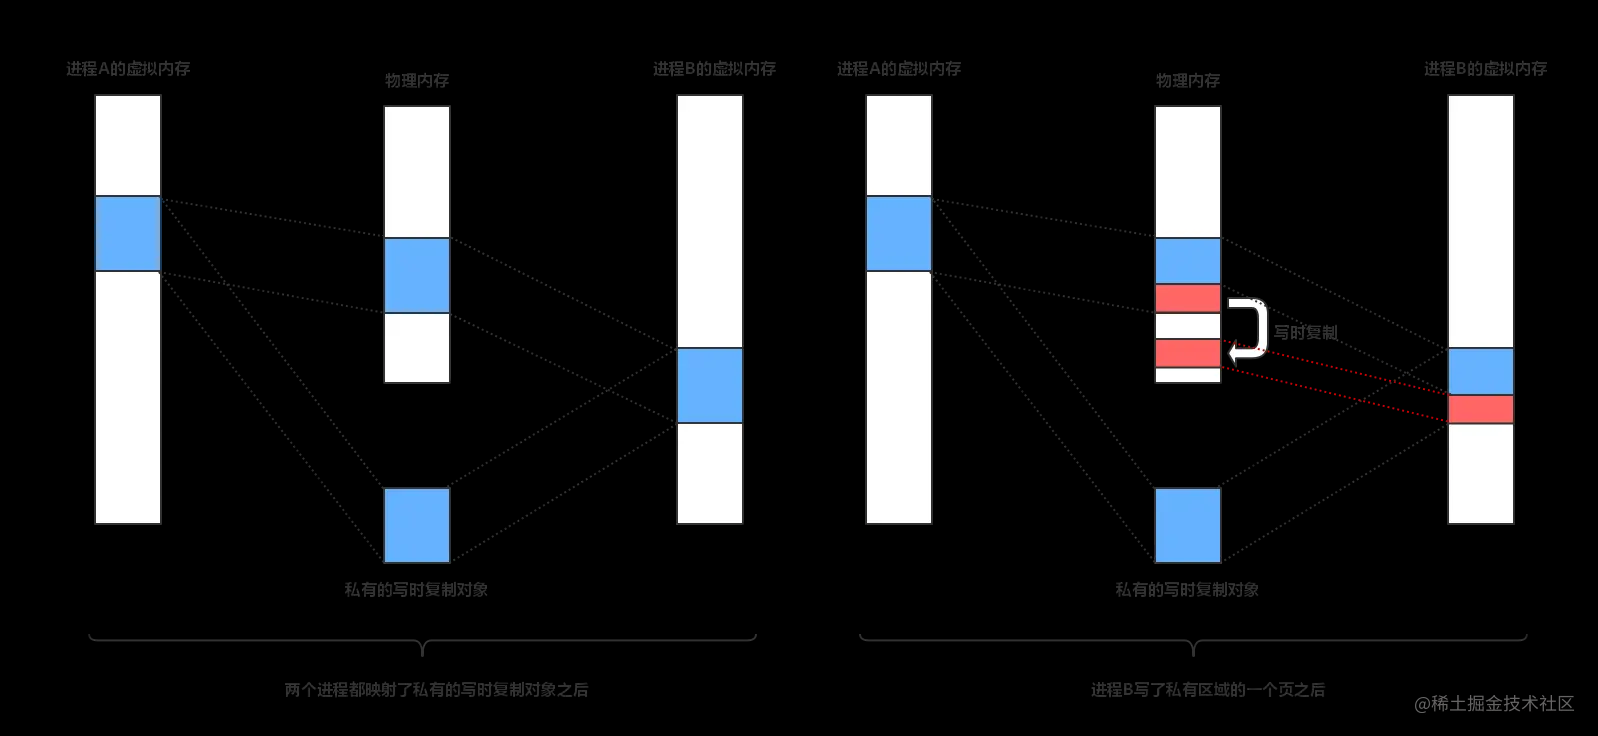 进程A的虚拟内存
物理内存
进程B的虚拟内存
私有的写时复制对象
两个进程都映射了私有的写时复制对象之后
进程A的虚拟内存
物理内存
进程B的虚拟内存
写时复制
私有的写时复制对象
进程B写了私有区域的一个页之后
@稀土掘金技术社区